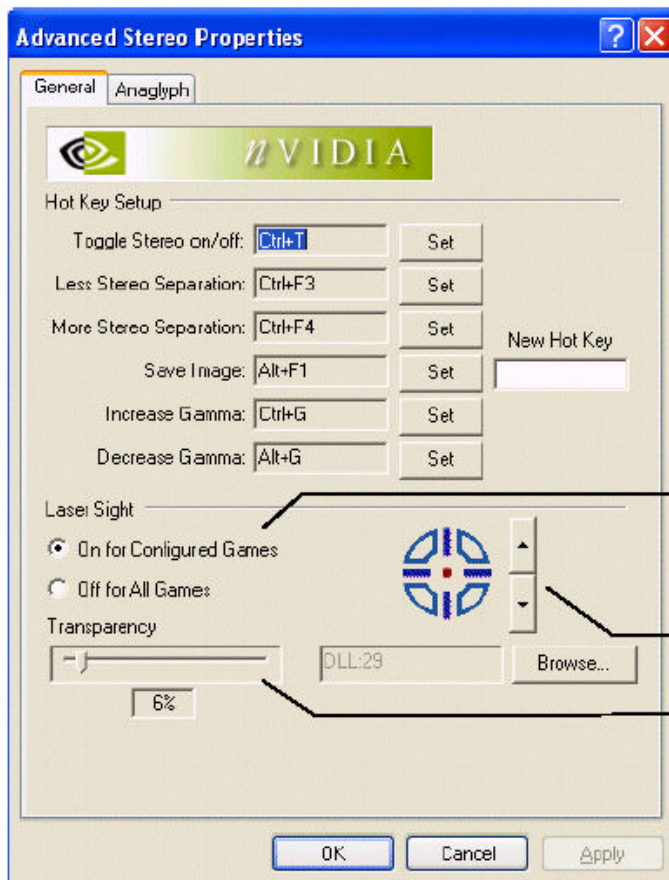 Advanced Stereo Properties
General
Anaglyph
nVIDIA
Hot Key Setup
Toggle Stereo on/off: Ctrl+T Set
Less Stereo Separation: Ctrl+F3 Set
More Stereo Separation: Ctrl+F4 Set
New Hot Key
Save Image: Alt+F1 Set
Increase Gamma: Ctrl+G Set
Decrease Gamma: Alt+G Set
Laser Sight
On for Configured Games
Off for All Games
Transparency
DLL:29 Browse...
6%
OK Cancel Apply